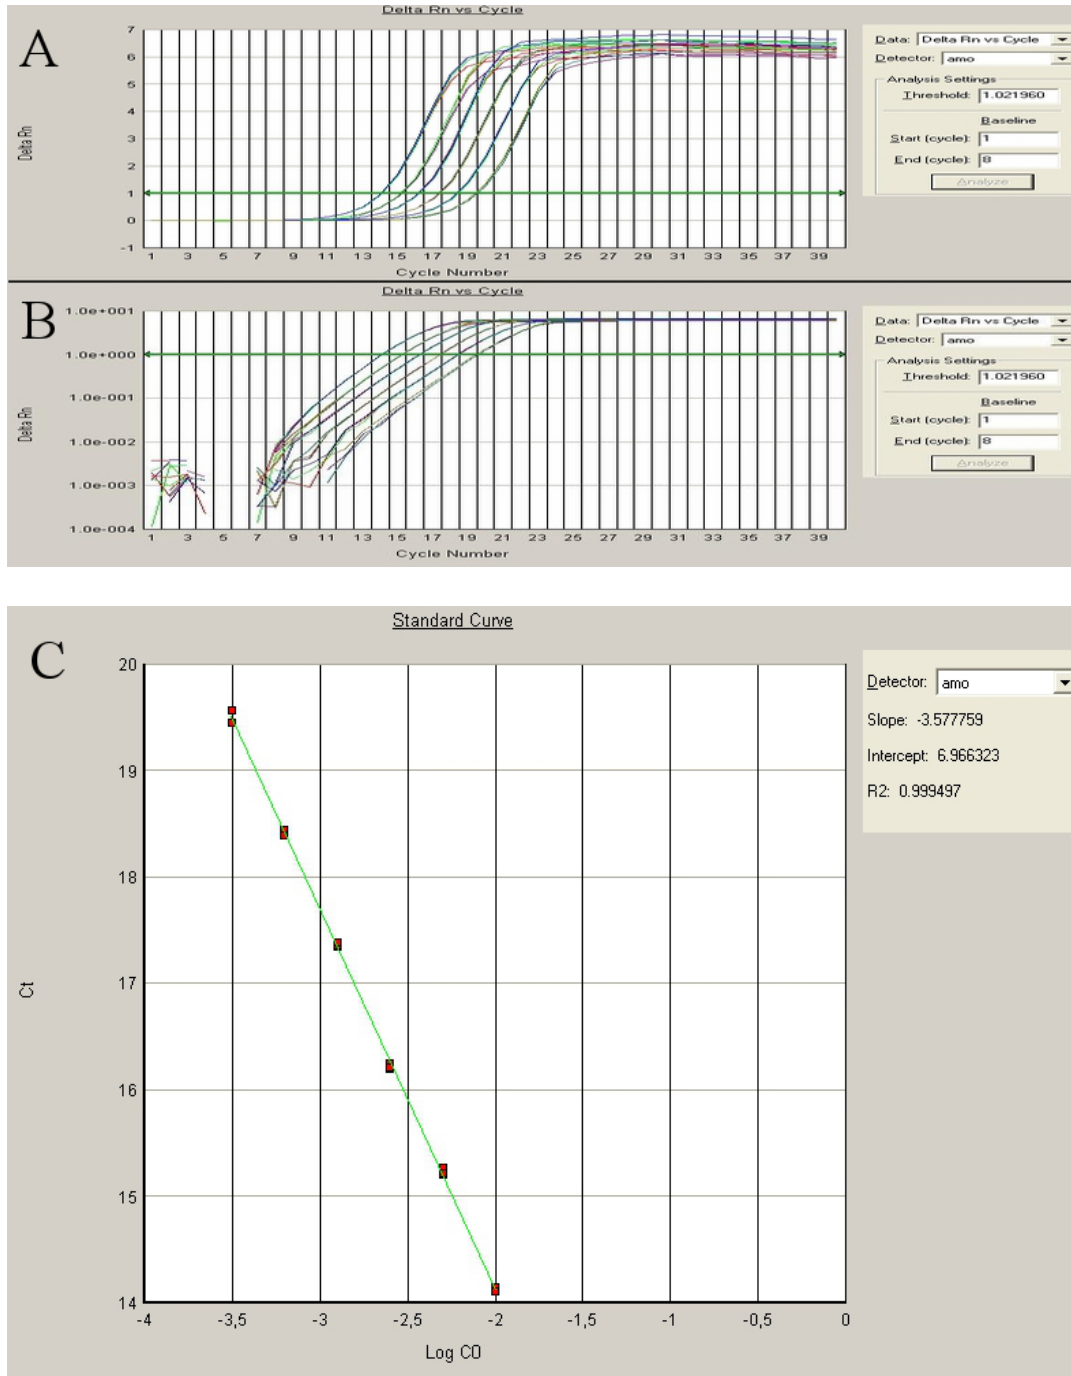 A
Delta Rn vs Cycle
Delta Rn
7
6
5
4
3
2
1
0
-1
1 3 5 7 9 11 13 15 17 19 21 23 25 27 29 31 33 35 37 39
Cycle Number
Data: Delta Rn vs Cycle
Detector: amo
Analysis Settings
Threshold: 1.021960
Baseline
Start (cycle): 1
End (cycle): 8
Analyze
B
Delta Rn vs Cycle
Delta Rn
1.0e+001
1.0e+000
1.0e-001
1.0e-002
1.0e-003
1.0e-004
1 3 5 7 9 11 13 15 17 19 21 23 25 27 29 31 33 35 37 39
Cycle Number
Data: Delta Rn vs Cycle
Detector: amo
Analysis Settings
Threshold: 1.021960
Baseline
Start (cycle): 1
End (cycle): 8
Analyze
C
Standard Curve
Ct
20
19
18
17
16
15
14
-4 -3,5 -3 -2,5 -2 -1,5 -1 -0,5 0
Log C0
Detector: amo
Slope: -3.577759
Intercept: 6.966323
R2: 0.999497